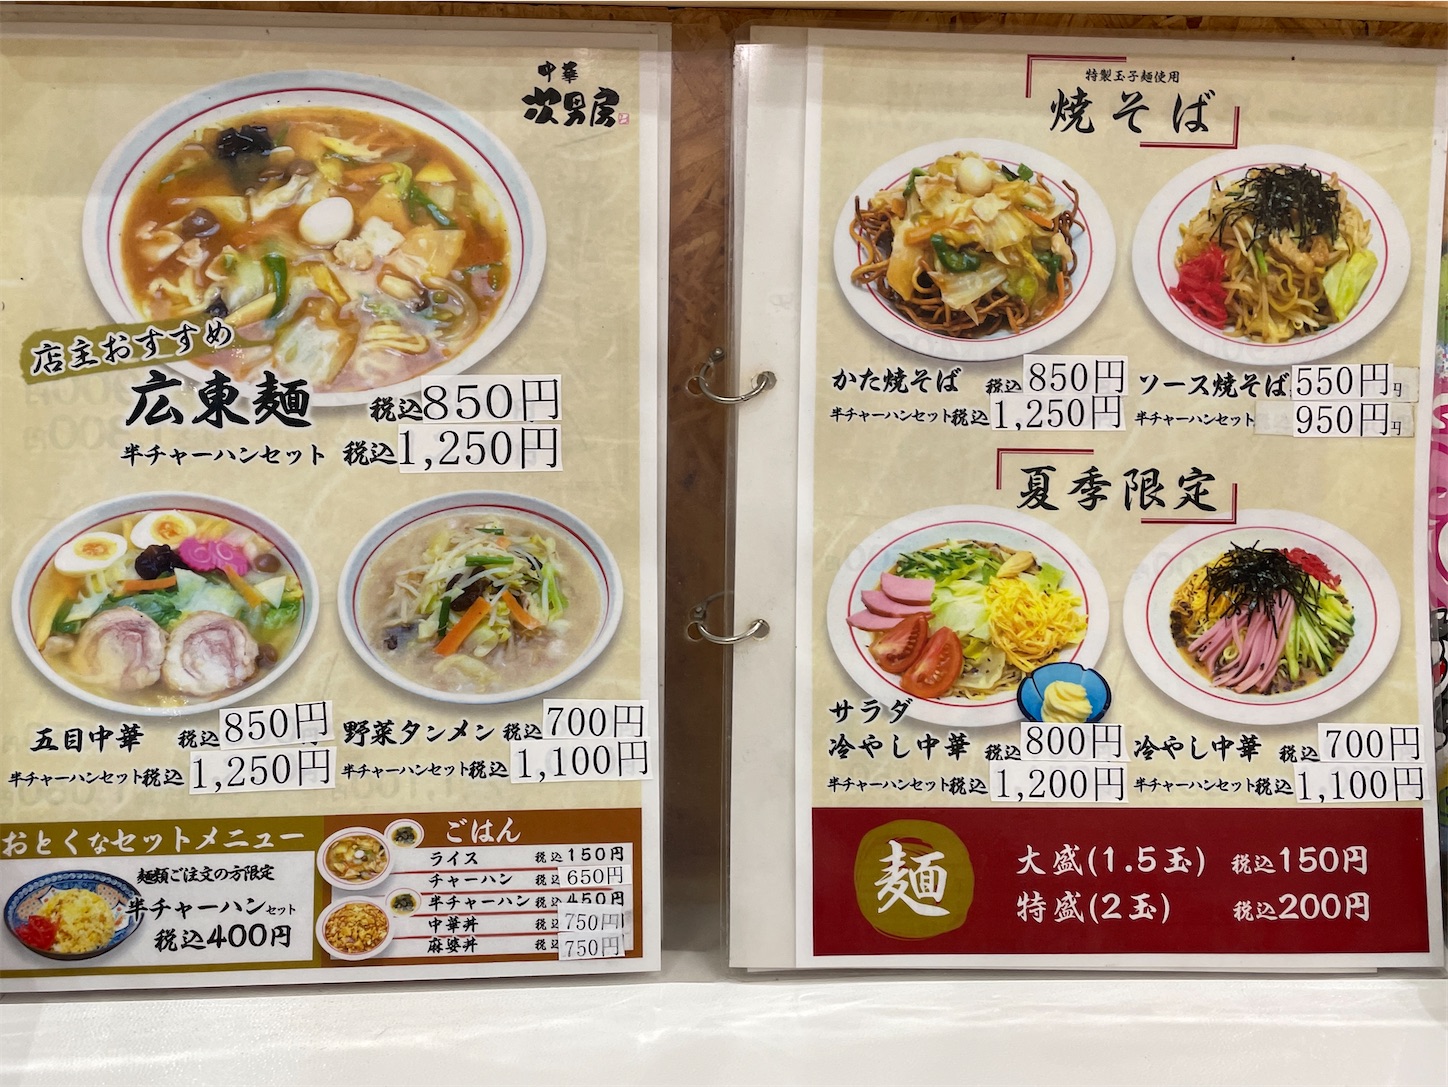 中華
次男房
店主おすすめ
広東麺 税込850円
半チャーハンセット 税込1,250円
五目中華 税込850円
半チャーハンセット税込1,250円
野菜タンメン 税込700円
半チャーハンセット税込1,100円
おとくなセットメニュー
麺類ご注文の方限定
半チャーハンセット
税込400円
ごはん
ライス 税込150円
チャーハン 税込650円
半チャーハン 税込450円
中華丼 税込750円
麻婆丼 税込750円
特製玉子麺使用
焼そば
かた焼そば 税込850円
半チャーハンセット税込1,250円
ソース焼そば 550円
半チャーハンセット 950円
夏季限定
サラダ
冷やし中華 税込800円
半チャーハンセット税込1,200円
冷やし中華 税込700円
半チャーハンセット税込1,100円
麺
大盛(1.5玉) 税込150円
特盛(2玉) 税込200円